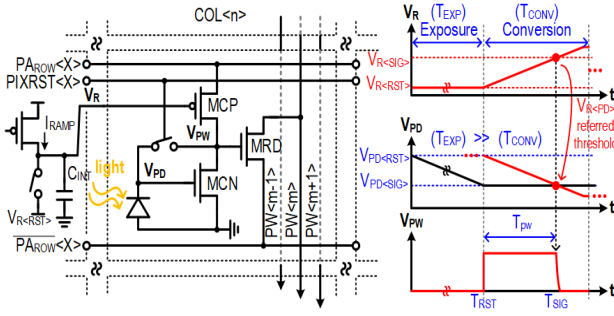 COL<n>
PA_ROW<X>
PIXRST<X>
V_R
MCP
I_RAMP
V_PW
MRD
C_INT
light
V_PD
MCN
V_R<RST>
PW<m-1>
PW<m>
PW<m+1>
PA_ROW<X>
V_R
(T_EXP)
Exposure
(T_CONV)
Conversion
V_R<SIG>
V_R<RST>
t
V_R<PD>
referred
threshold
V_PD
(T_EXP) >> (T_CONV)
V_PD<RST>
V_PD<SIG>
t
V_PW
T_pw
T_RST
T_SIG
t